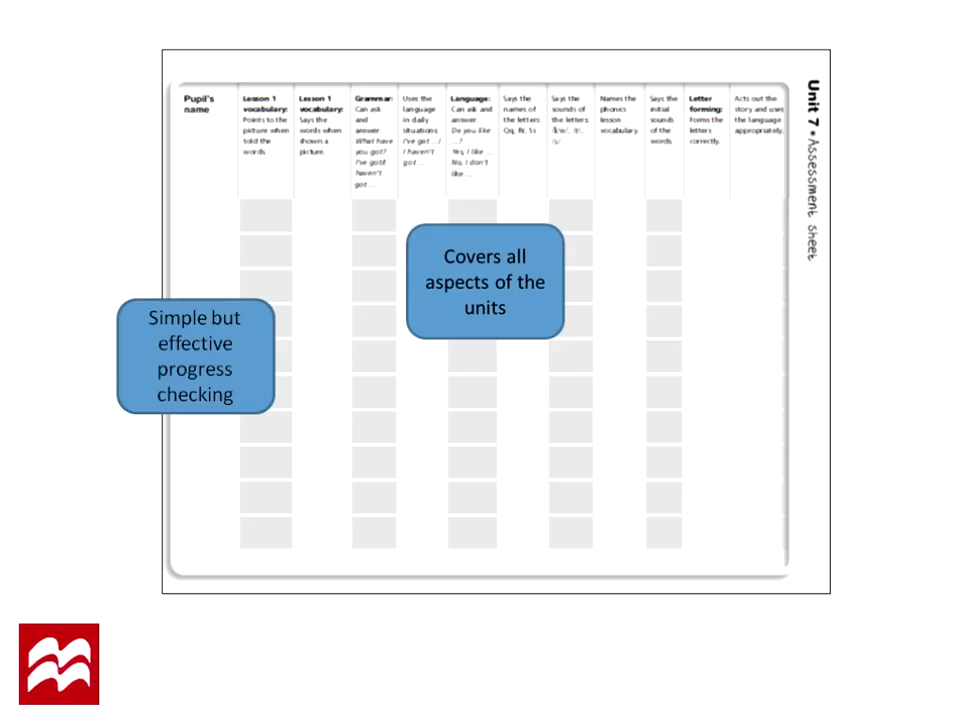 Pupil's
name
Lesson 1
vocabulary:
Points to the
picture when
told the
words.
Lesson 1
vocabulary:
Says the
words when
shown a
picture.
Grammar:
Can ask
and
answer:
What have
you got?
I've got/
haven't
got ...
Uses the
language
in daily
situations:
I've got .../
I haven't
got ...
Language:
Can ask and
answer:
Do you like
...?
Yes, I like ...
No, I don't
like ...
Says the
names of
the letters:
Qq, Rr, Ss
Says the
sounds of
the letters:
Names the
phonics
lesson
vocabulary.
Says the
initial
sounds
of the
words.
Letter
forming:
Forms the
letters
correctly.
Acts out the
story and uses
the language
appropriately.
Unit 7 • Assessment sheet
Covers all
aspects of the
units
Simple but
effective
progress
checking